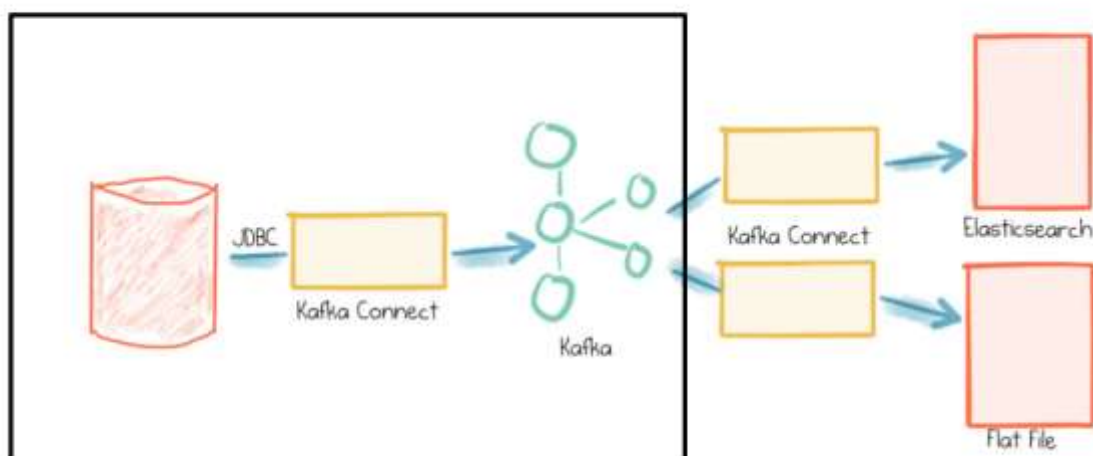 JDBC
Kafka Connect
Kafka
Kafka Connect
Elasticsearch
Flat File